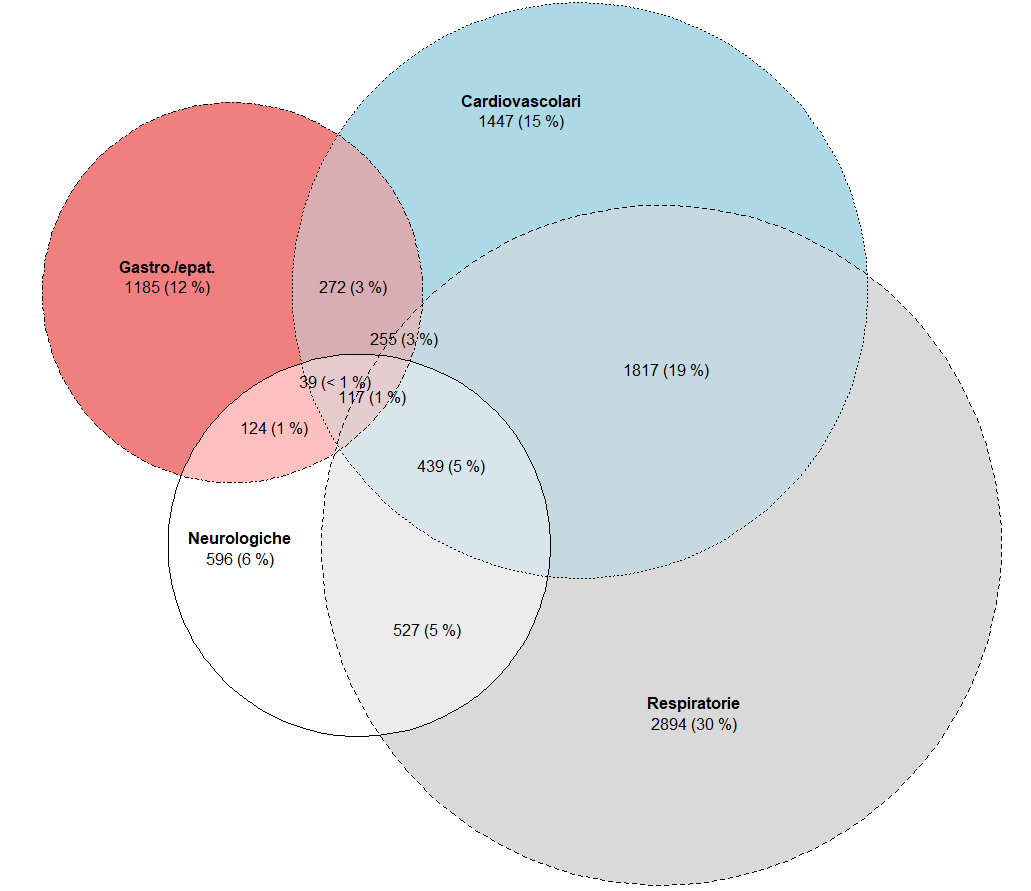 Cardiovascolari
1447 (15 %)
Gastro./epat.
1185 (12 %)
272 (3 %)
255 (3 %)
1817 (19 %)
39 (< 1 %)
117 (1 %)
124 (1 %)
439 (5 %)
Neurologiche
596 (6 %)
527 (5 %)
Respiratorie
2894 (30 %)